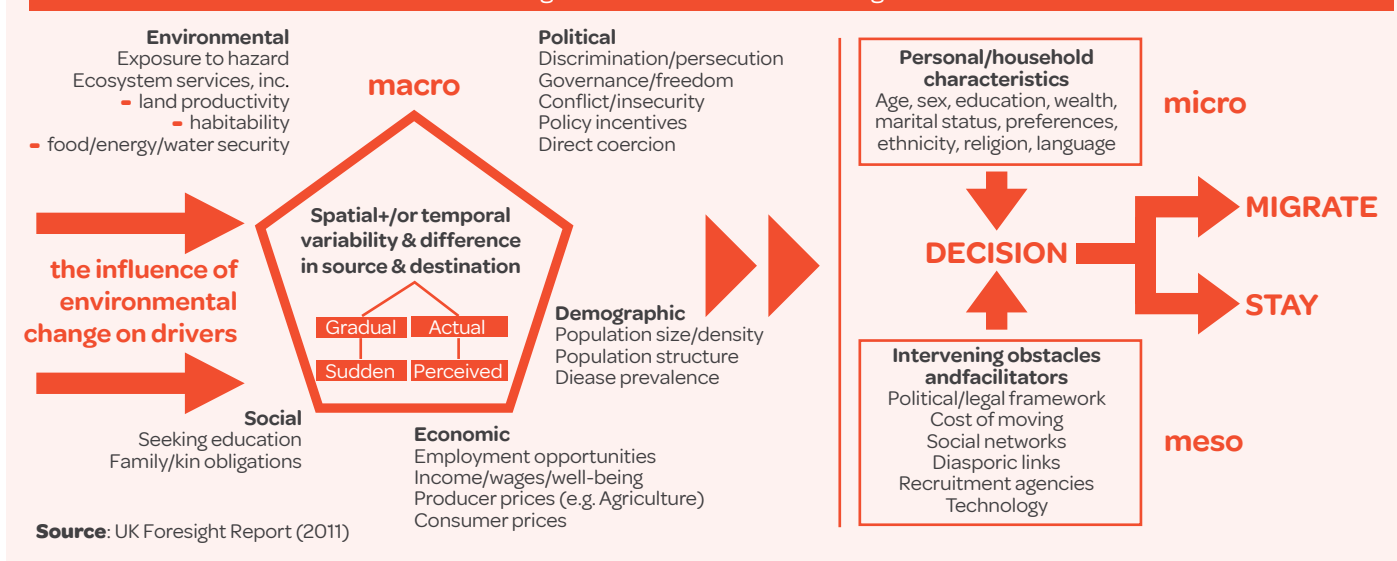 Environmental
Exposure to hazard
Ecosystem services, inc.
- land productivity
- habitability
- food/energy/water security
macro
Political
Discrimination/persecution
Governance/freedom
Conflict/insecurity
Policy incentives
Direct coercion
the influence of
environmental
change on drivers
Spatial+/or temporal
variability & difference
in source & destination
Gradual
Actual
Sudden
Perceived
Demographic
Population size/density
Population structure
Diease prevalence
Social
Seeking education
Family/kin obligations
Economic
Employment opportunities
Income/wages/well-being
Producer prices (e.g. Agriculture)
Consumer prices
Personal/household
characteristics
Age, sex, education, wealth,
marital status, preferences,
ethnicity, religion, language
micro
DECISION
MIGRATE
STAY
Intervening obstacles
andfacilitators
Political/legal framework
Cost of moving
Social networks
Diasporic links
Recruitment agencies
Technology
meso
Source: UK Foresight Report (2011)